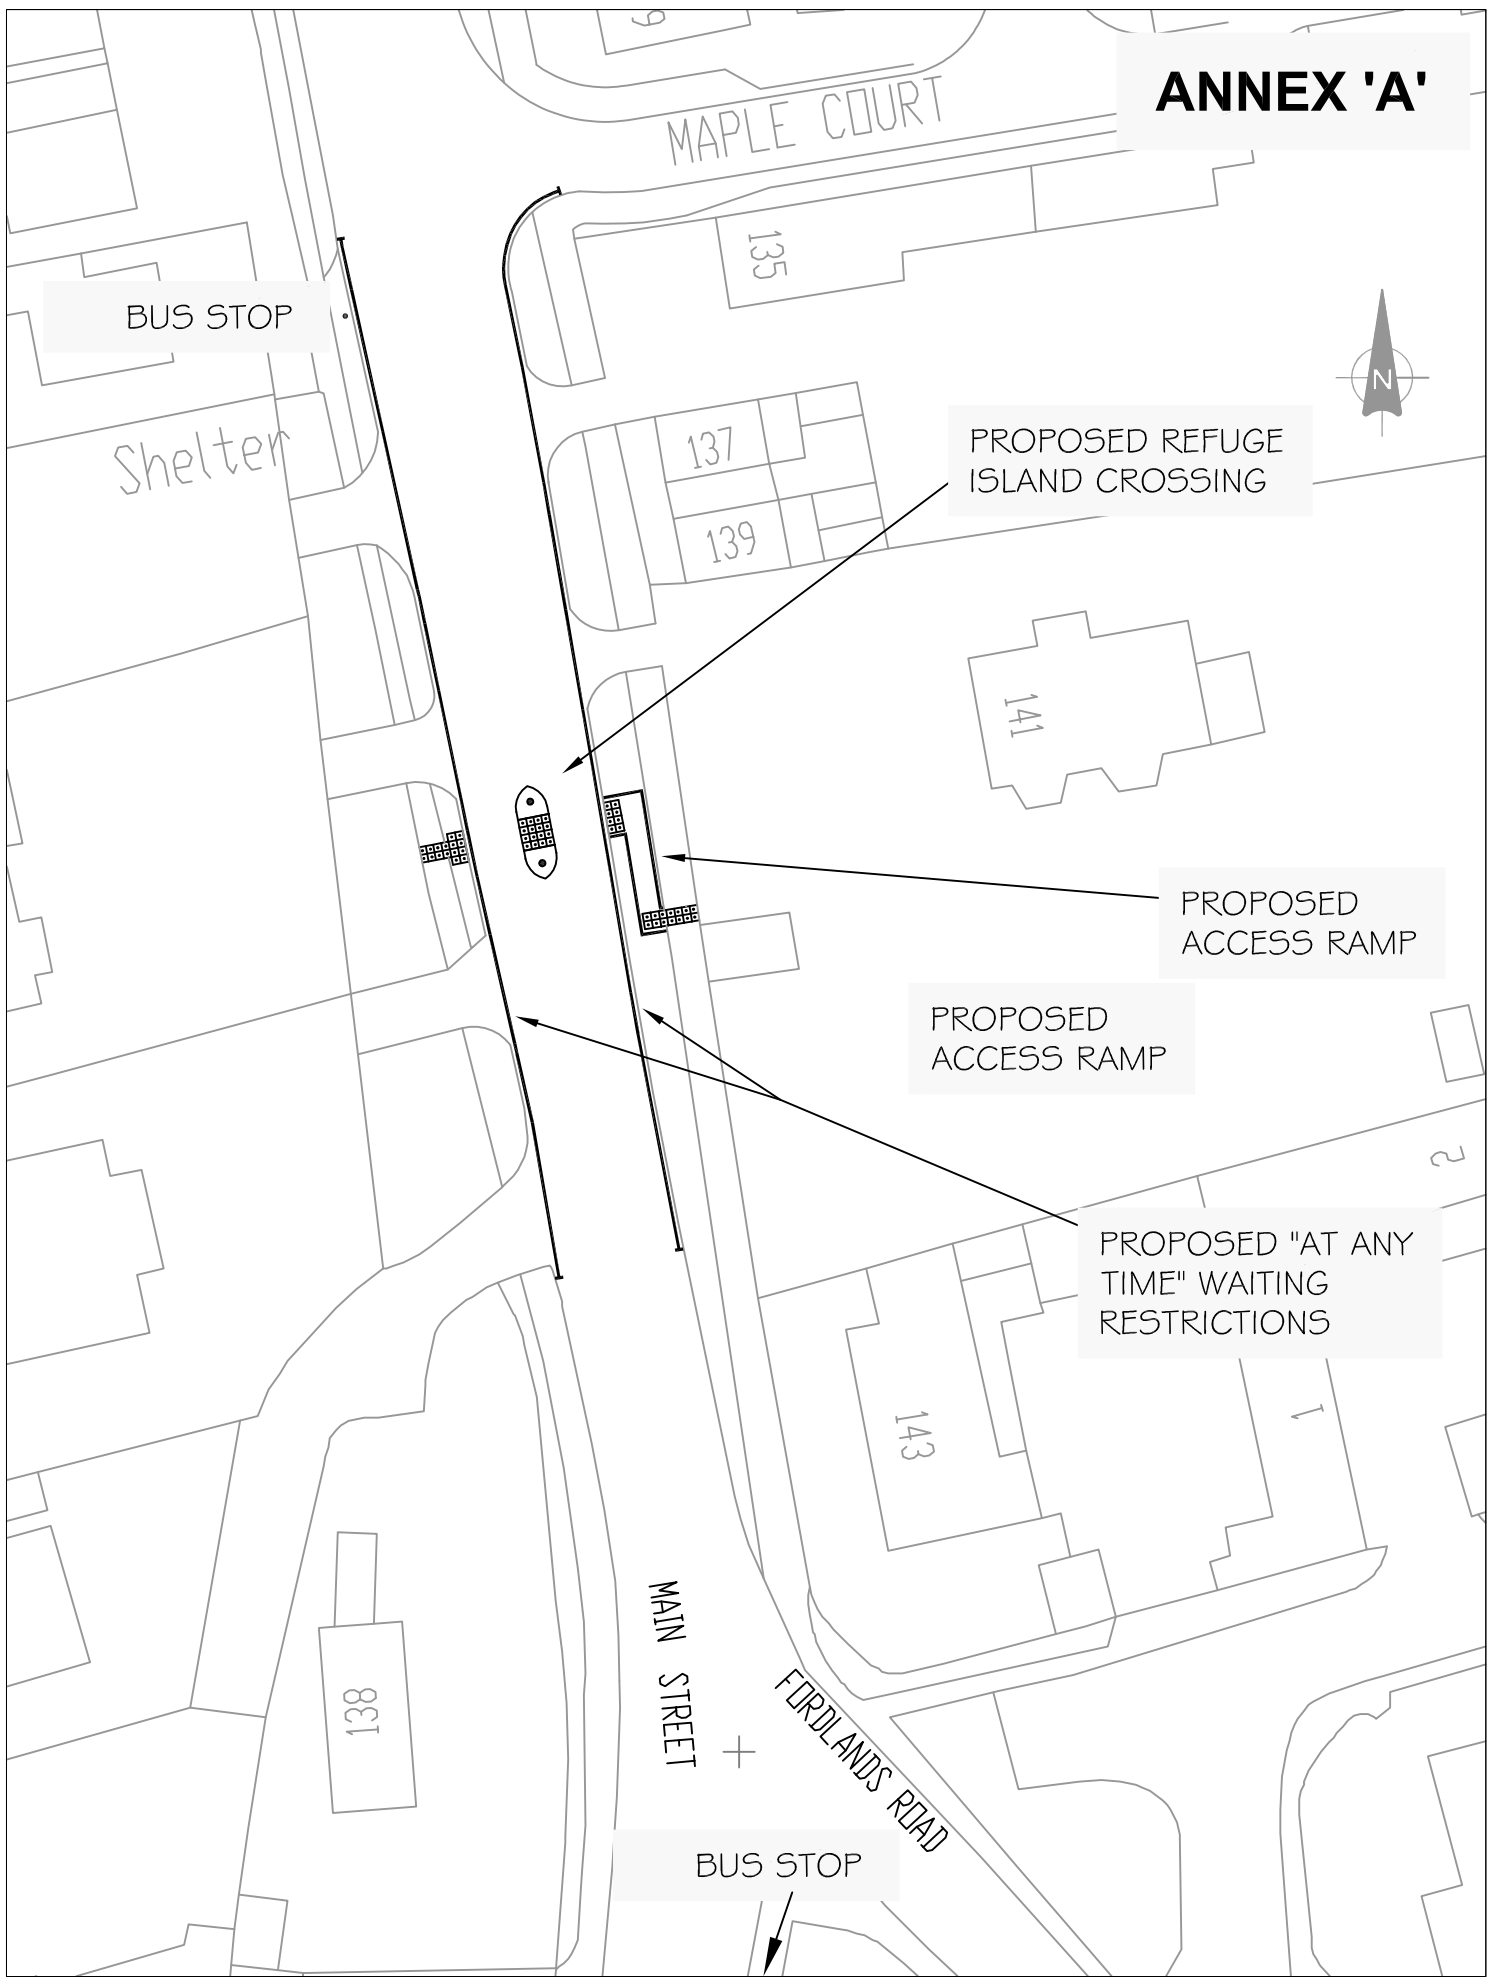 9
ANNEX 'A'
MAPLE COURT
135
BUS STOP
N
Shelter
137
PROPOSED REFUGE
ISLAND CROSSING
139
141
PROPOSED
ACCESS RAMP
PROPOSED
ACCESS RAMP
2
PROPOSED "AT ANY
TIME" WAITING
RESTRICTIONS
1
143
MAIN STREET
138
FORDLANDS ROAD
BUS STOP